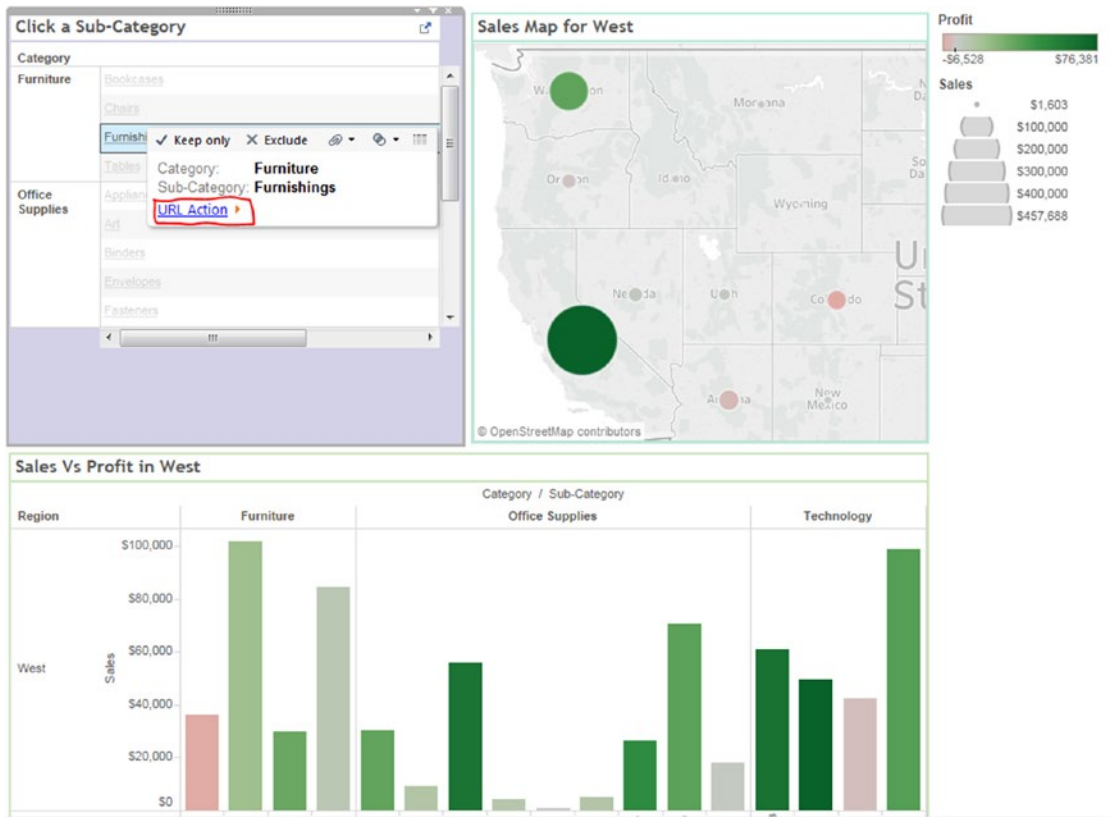 Click a Sub-Category
Category
Furniture
Bookcases
Chairs
Furnishi
Tables
Office
Supplies
Applian
Art
Binders
Envelopes
Fasteners
Keep only
Exclude
Category: Furniture
Sub-Category: Furnishings
URL Action
Sales Map for West
Oregon
Idaho
Wyoming
Utah
New
Mexico
© OpenStreetMap contributors
Profit
-$6,528 $76,381
Sales
$1,603
$100,000
$200,000
$300,000
$400,000
$457,688
Sales Vs Profit in West
Category / Sub-Category
Region
Furniture
Office Supplies
Technology
$100,000
$80,000
$60,000
$40,000
$20,000
$0
Sales
West